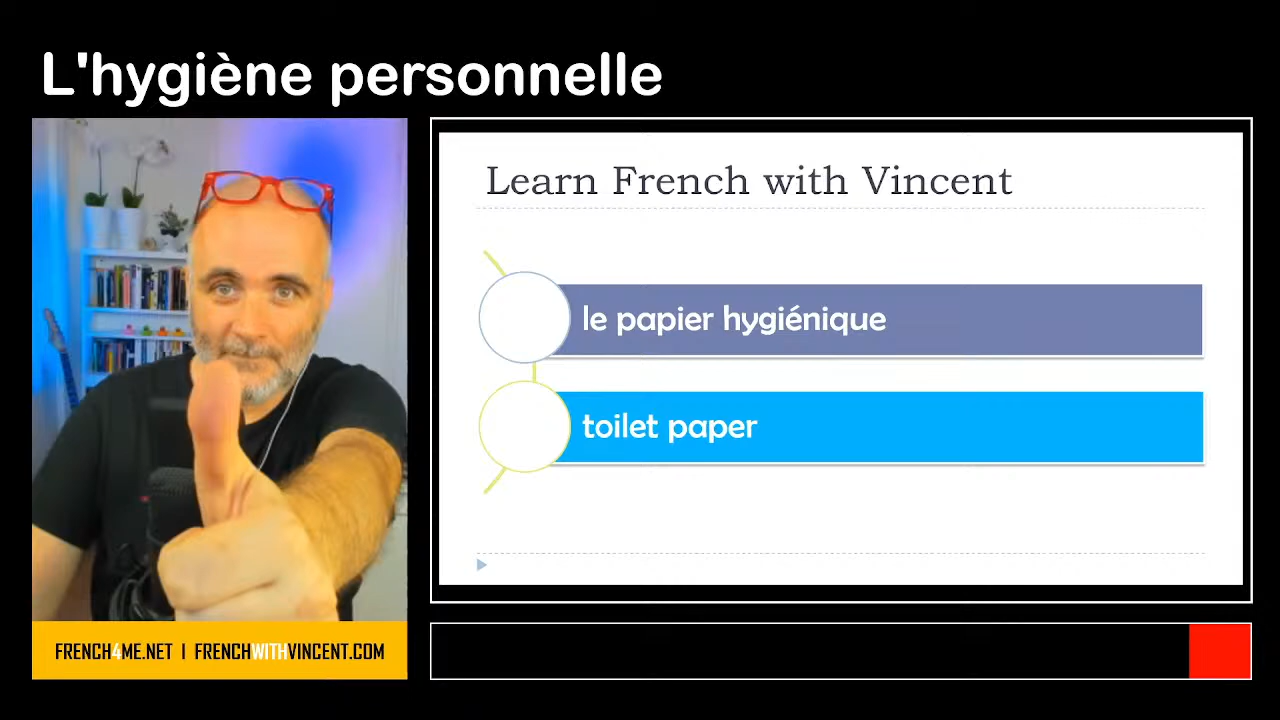 L'hygiène personnelle
Learn French with Vincent
le papier hygiénique
toilet paper
FRENCH4ME.NET I FRENCHWITHVINCENT.COM